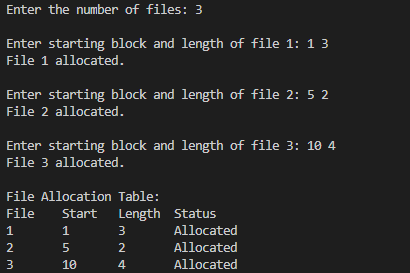 Enter the number of files: 3
Enter starting block and length of file 1: 1 3
File 1 allocated.
Enter starting block and length of file 2: 5 2
File 2 allocated.
Enter starting block and length of file 3: 10 4
File 3 allocated.
File Allocation Table:
File    Start   Length  Status
1       1       3       Allocated
2       5       2       Allocated
3       10      4       Allocated